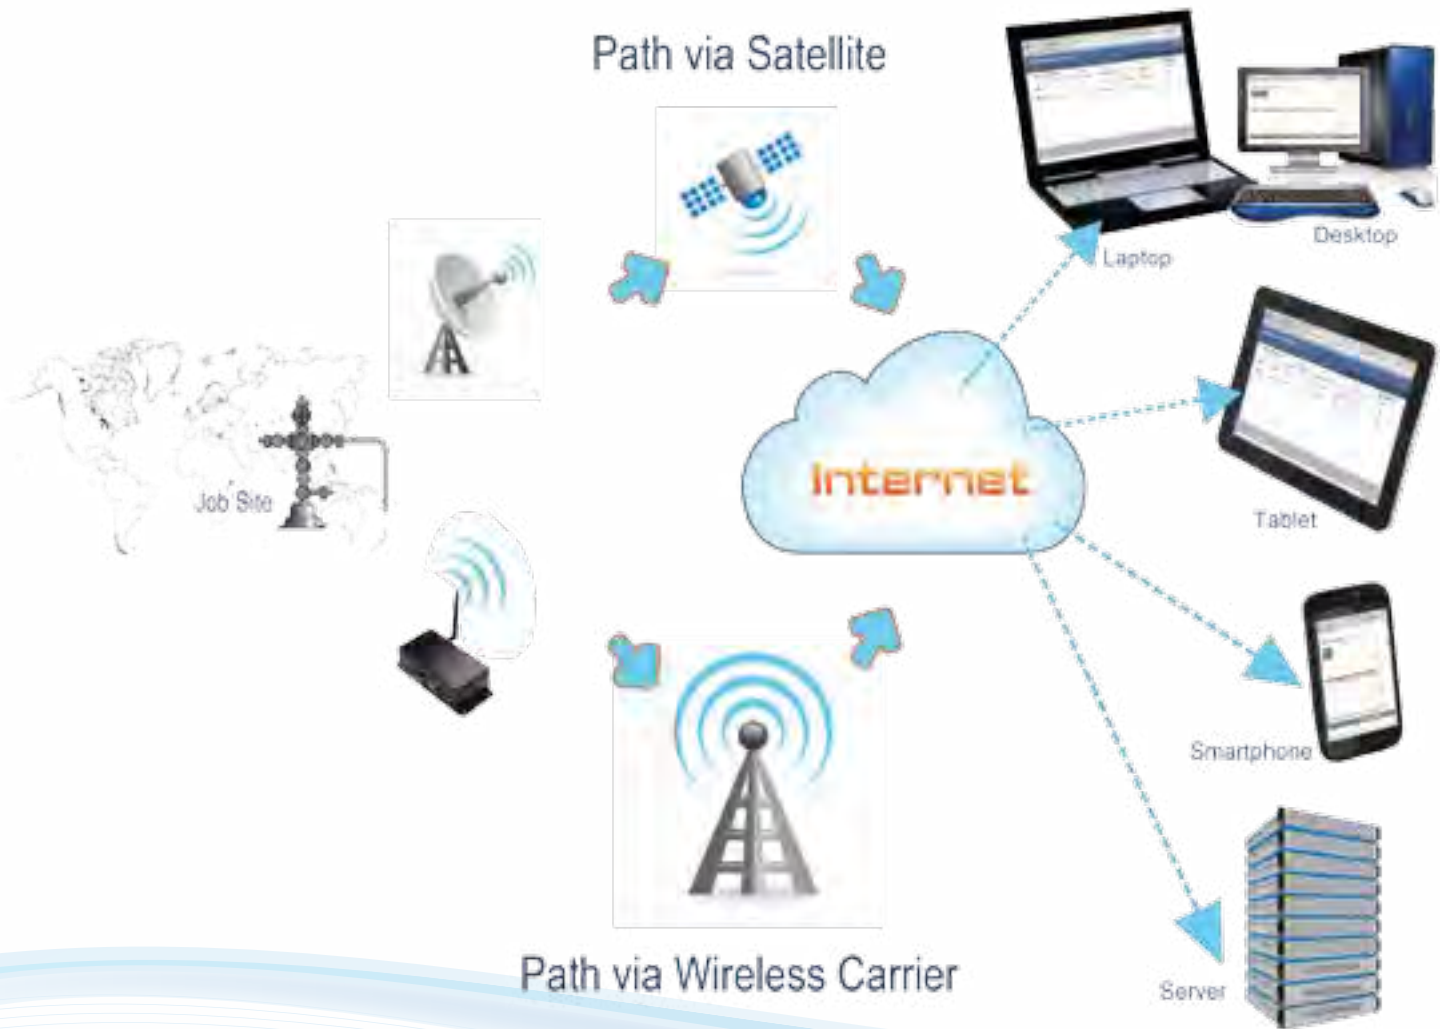 Path via Satellite
Desktop
Laptop
Job Site
Internet
Tablet
Smartphone
Path via Wireless Carrier
Server